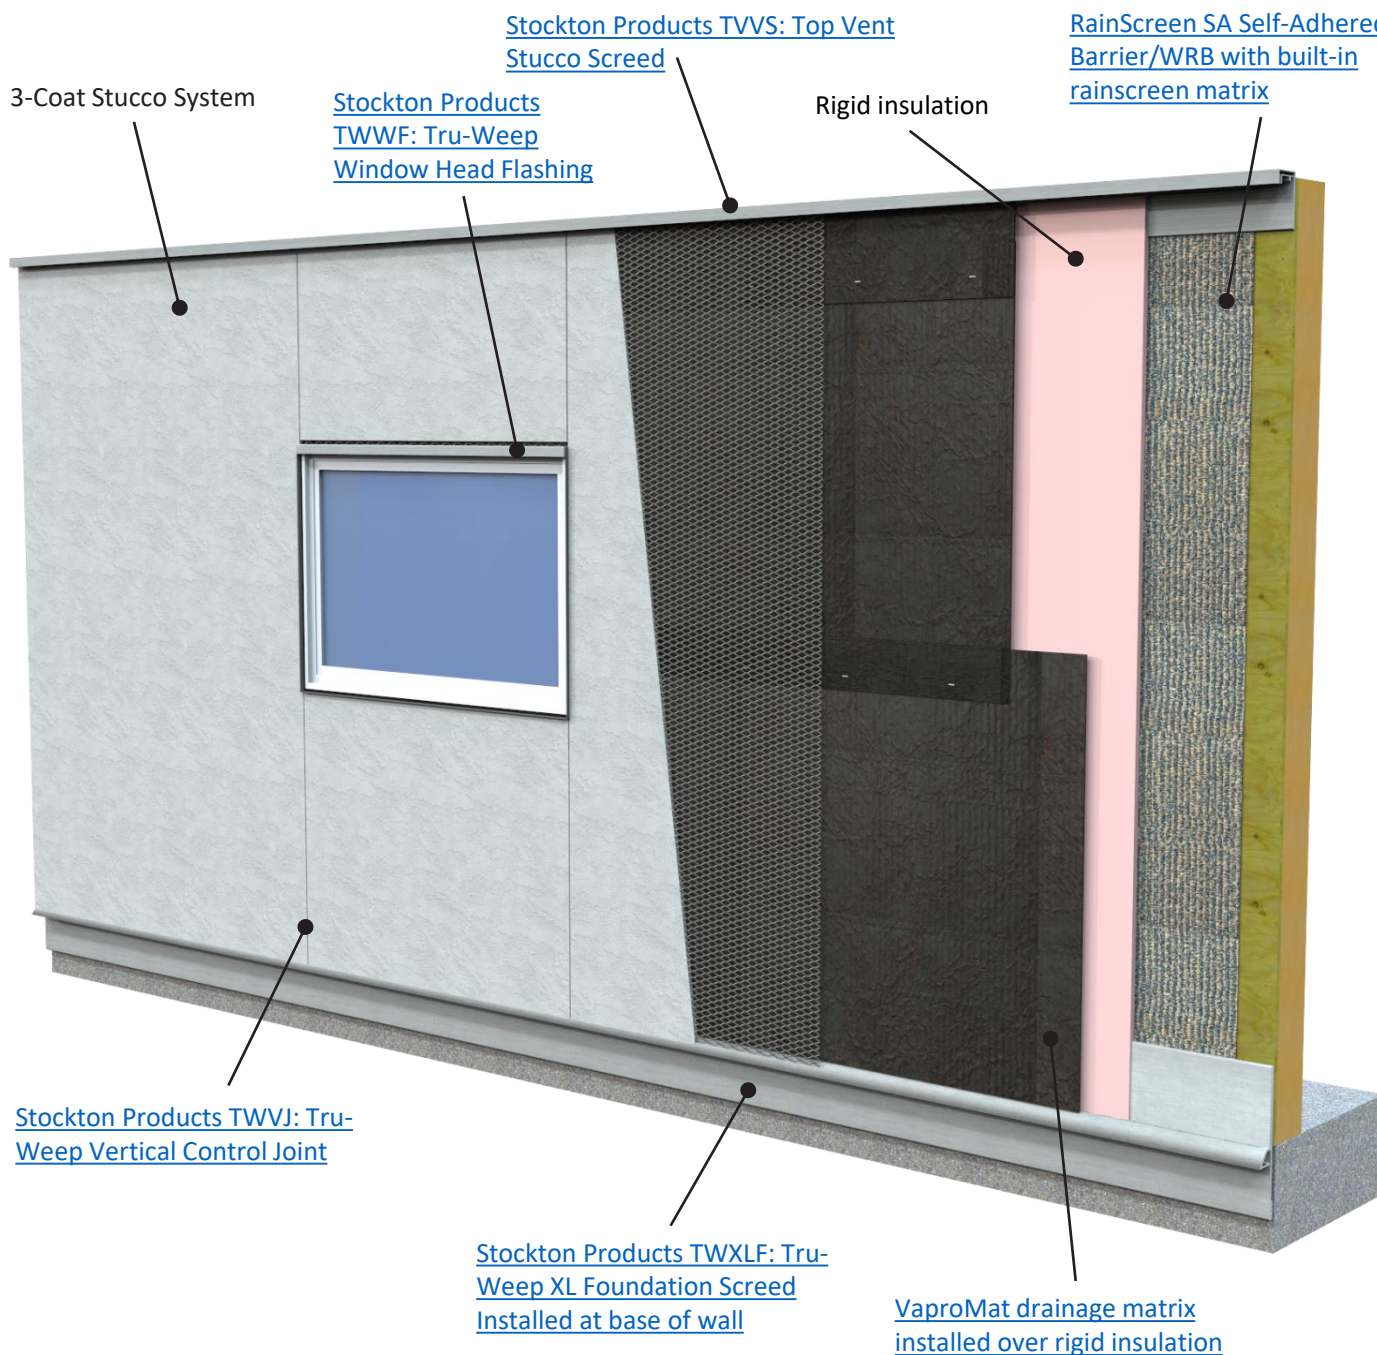 Stockton Products TVVS: Top Vent
Stucco Screed
RainScreen SA Self-Adhered
Barrier/WRB with built-in
rainscreen matrix
3-Coat Stucco System
Stockton Products
TWWF: Tru-Weep
Window Head Flashing
Rigid insulation
Stockton Products TWVJ: Tru-
Weep Vertical Control Joint
Stockton Products TWXLF: Tru-
Weep XL Foundation Screed
Installed at base of wall
VaproMat drainage matrix
installed over rigid insulation